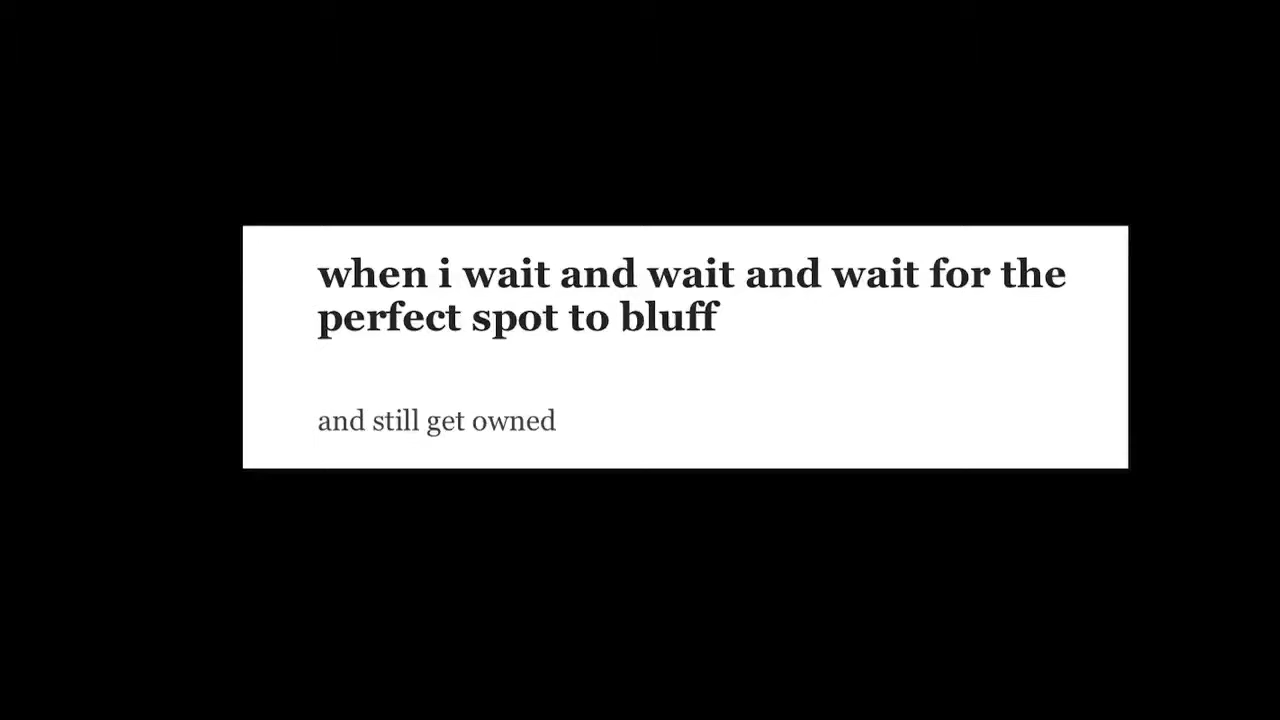 when i wait and wait and wait for the
perfect spot to bluff
and still get owned